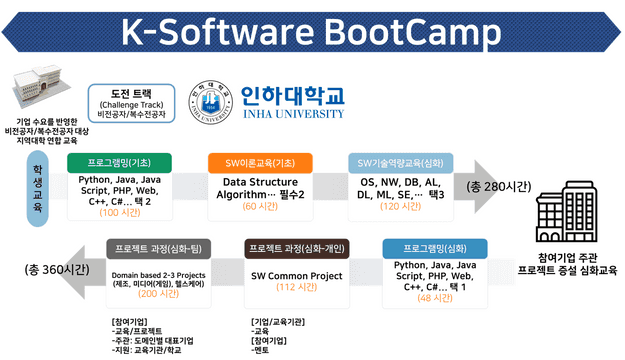 K-Software BootCamp
기업 수요를 반영한
비전공자/복수전공자 대상
지역대학 연합 교육
도전 트랙
(Challenge Track)
비전공자/복수전공자
인하대학교
INHA UNIVERSITY
학생교육
프로그래밍(기초)
Python, Java, Java
Script, PHP, Web,
C++, C#… 택 2
(100 시간)
SW이론교육(기초)
Data Structure
Algorithm… 필수2
(60 시간)
SW기술역량교육(심화)
OS, NW, DB, AL,
DL, ML, SE,… 택3
(120 시간)
(총 280시간)
참여기업 주관
프로젝트 증설 심화교육
(총 360시간)
프로젝트 과정(심화-팀)
Domain based 2-3 Projects
(제조, 미디어(게임), 헬스케어)
(200 시간)
프로젝트 과정(심화-개인)
SW Common Project
(112 시간)
프로그래밍(심화)
Python, Java, Java
Script, PHP, Web,
C++, C#… 택 1
(48 시간)
[참여기업]
-교육/프로젝트
-주관: 도메인별 대표기업
-지원: 교육기관/학교
[기업/교육기관]
-교육
[참여기업]
-멘토